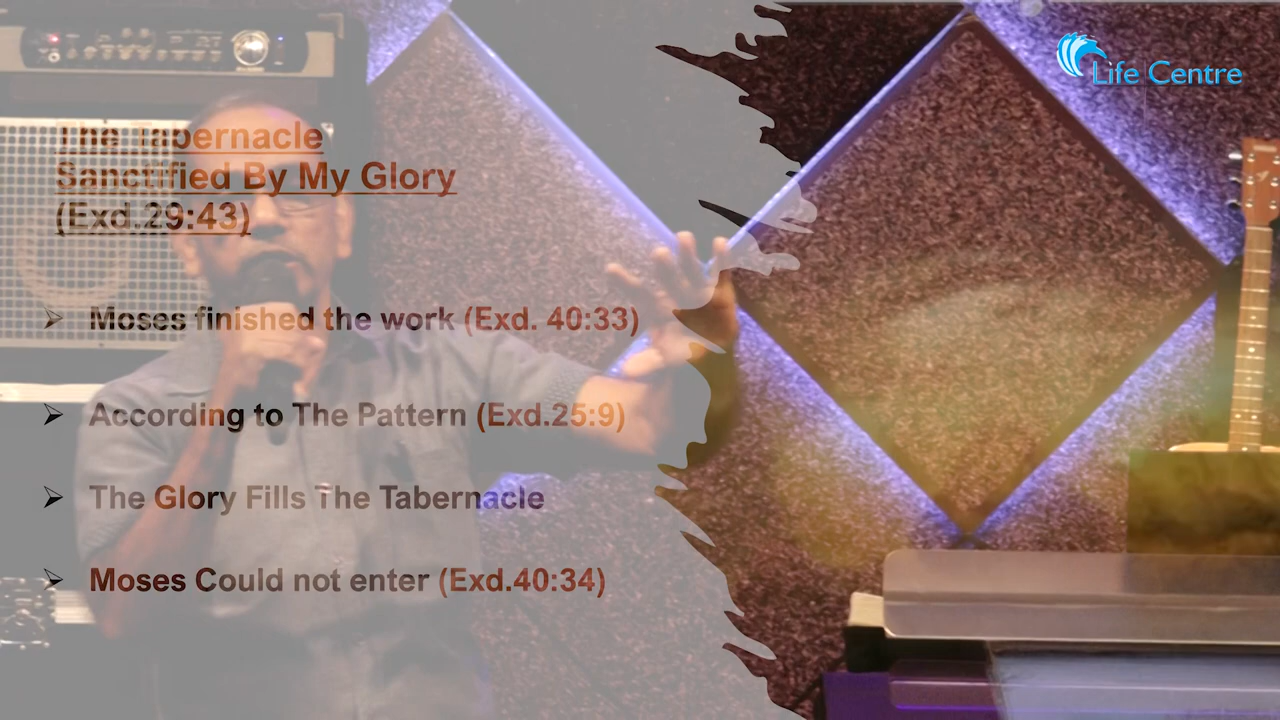 Life Centre
The Tabernacle
Sanctified By My Glory
(Exd.29:43)
➢ Moses finished the work (Exd. 40:33)
➢ According to The Pattern (Exd.25:9)
➢ The Glory Fills The Tabernacle
➢ Moses Could not enter (Exd.40:34)